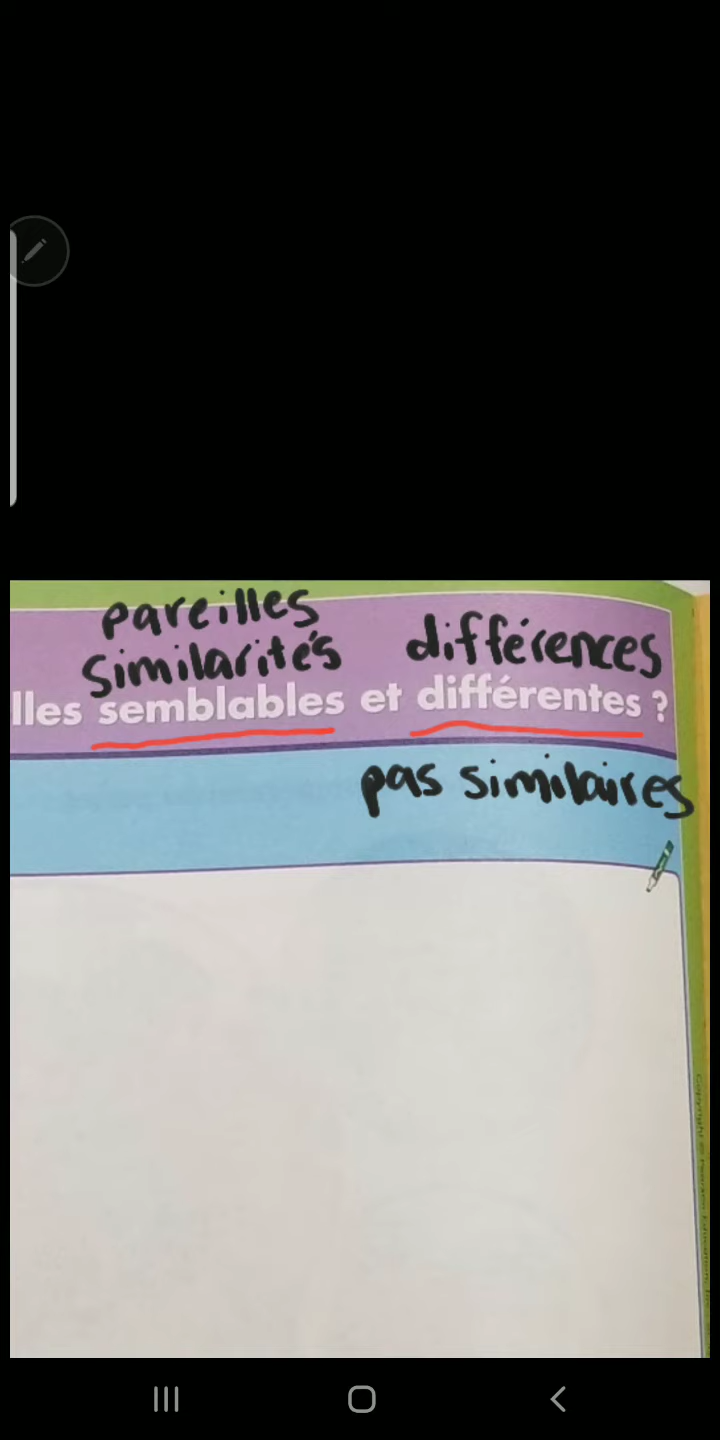 pareilles
similarités différences
lles semblables et différentes ?
pas similaires